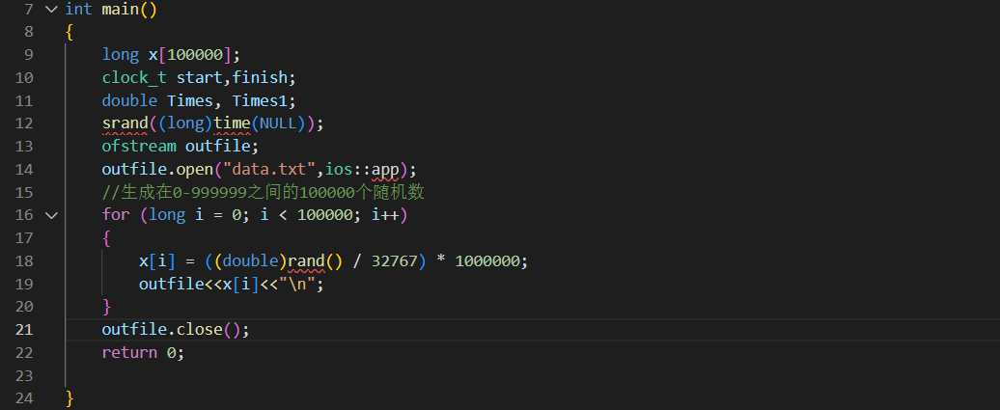 7 int main()
8 {
9 long x[100000];
10 clock_t start,finish;
11 double Times, Times1;
12 srand((long)time(NULL));
13 ofstream outfile;
14 outfile.open("data.txt",ios::app);
15 //生成在0-999999之间的100000个随机数
16 for (long i = 0; i < 100000; i++)
17 {
18 x[i] = ((double)rand() / 32767) * 1000000;
19 outfile<<x[i]<<"\n";
20 }
21 outfile.close();
22 return 0;
23
24 }